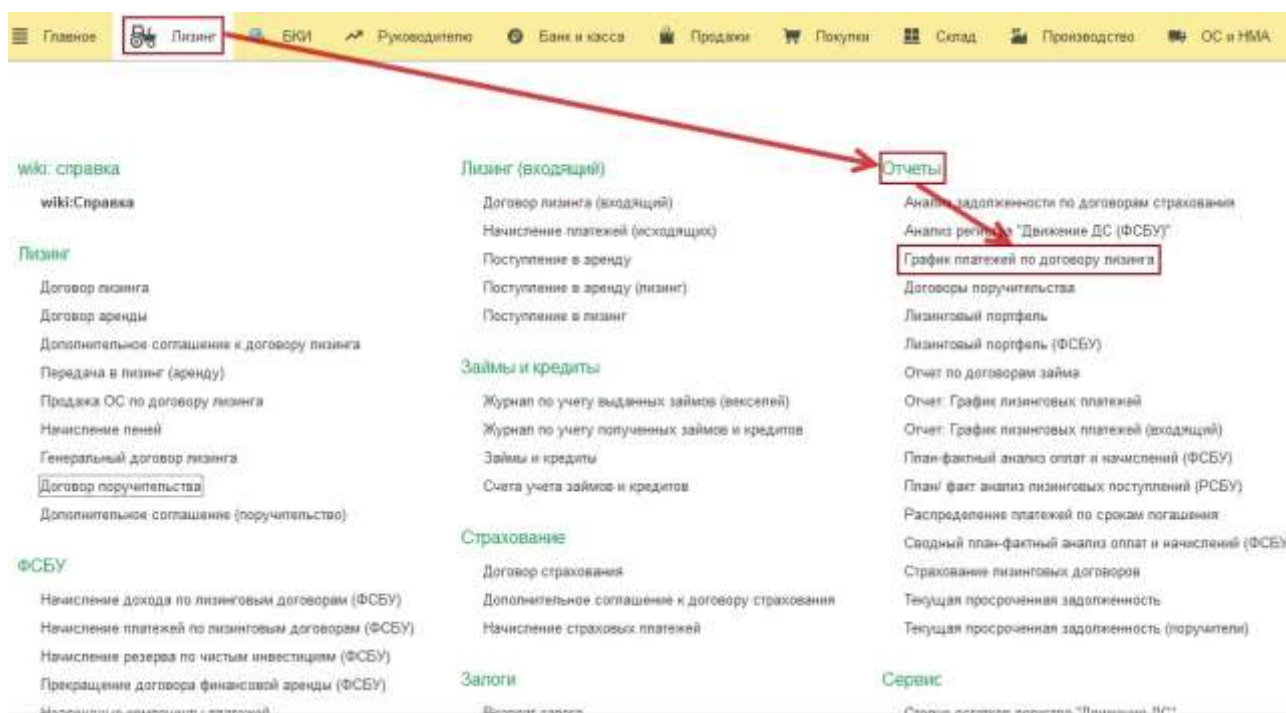 Главное
Лизинг
БКИ
Руководителю
Банк и касса
Продажи
Покупки
Склад
Производство
ОС и НМА
wiki: справка
wiki:Справка
Лизинг
Договор лизинга
Договор аренды
Дополнительное соглашение к договору лизинга
Передача в лизинг (аренду)
Продажа ОС по договору лизинга
Начисление пеней
Генеральный договор лизинга
Договор поручительства
Дополнительное соглашение (поручительство)
ФСБУ
Начисление дохода по лизинговым договорам (ФСБУ)
Начисление платежей по лизинговым договорам (ФСБУ)
Начисление резерва по чистым инвестициям (ФСБУ)
Прекращение договора финансовой аренды (ФСБУ)
Лизинг (входящий)
Договор лизинга (входящий)
Начисление платежей (исходящих)
Поступление в аренду
Поступление в аренду (лизинг)
Поступление в лизинг
Займы и кредиты
Журнал по учету выданных займов (векселей)
Журнал по учету полученных займов и кредитов
Займы и кредиты
Счета учета займов и кредитов
Страхование
Договор страхования
Дополнительное соглашение к договору страхования
Начисление страховых платежей
Залоги
Отчеты
Анализ задолженности по договорам страхования
Анализ регистра "Движение ДС (ФСБУ)"
График платежей по договору лизинга
Договоры поручительства
Лизинговый портфель
Лизинговый портфель (ФСБУ)
Отчет по договорам займа
Отчет: График лизинговых платежей
Отчет: График лизинговых платежей (входящий)
План-фактный анализ оплат и начислений (ФСБУ)
План/ факт анализ лизинговых поступлений (РСБУ)
Распределение платежей по срокам погашения
Сводный план-фактный анализ оплат и начислений (ФСБУ
Страхование лизинговых договоров
Текущая просроченная задолженность
Текущая просроченная задолженность (поручители)
Сервис